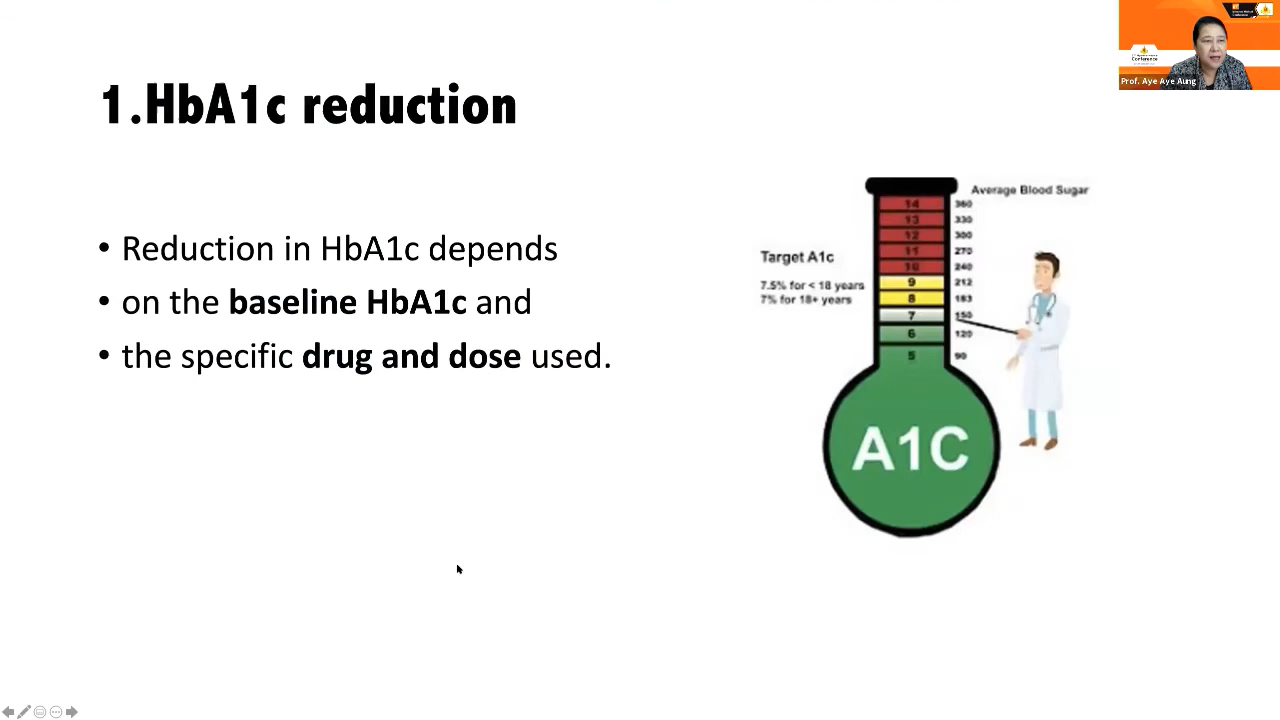 1.HbA1c reduction
• Reduction in HbA1c depends
• on the baseline HbA1c and
• the specific drug and dose used.
Average Blood Sugar
Target A1c
7.5% for < 18 years
7% for 18+ years
14 360
13 330
12 300
11 270
10 240
9 212
8 183
7 150
6 120
5 90
A1C
Conference
Prof. Aye Aye Aung